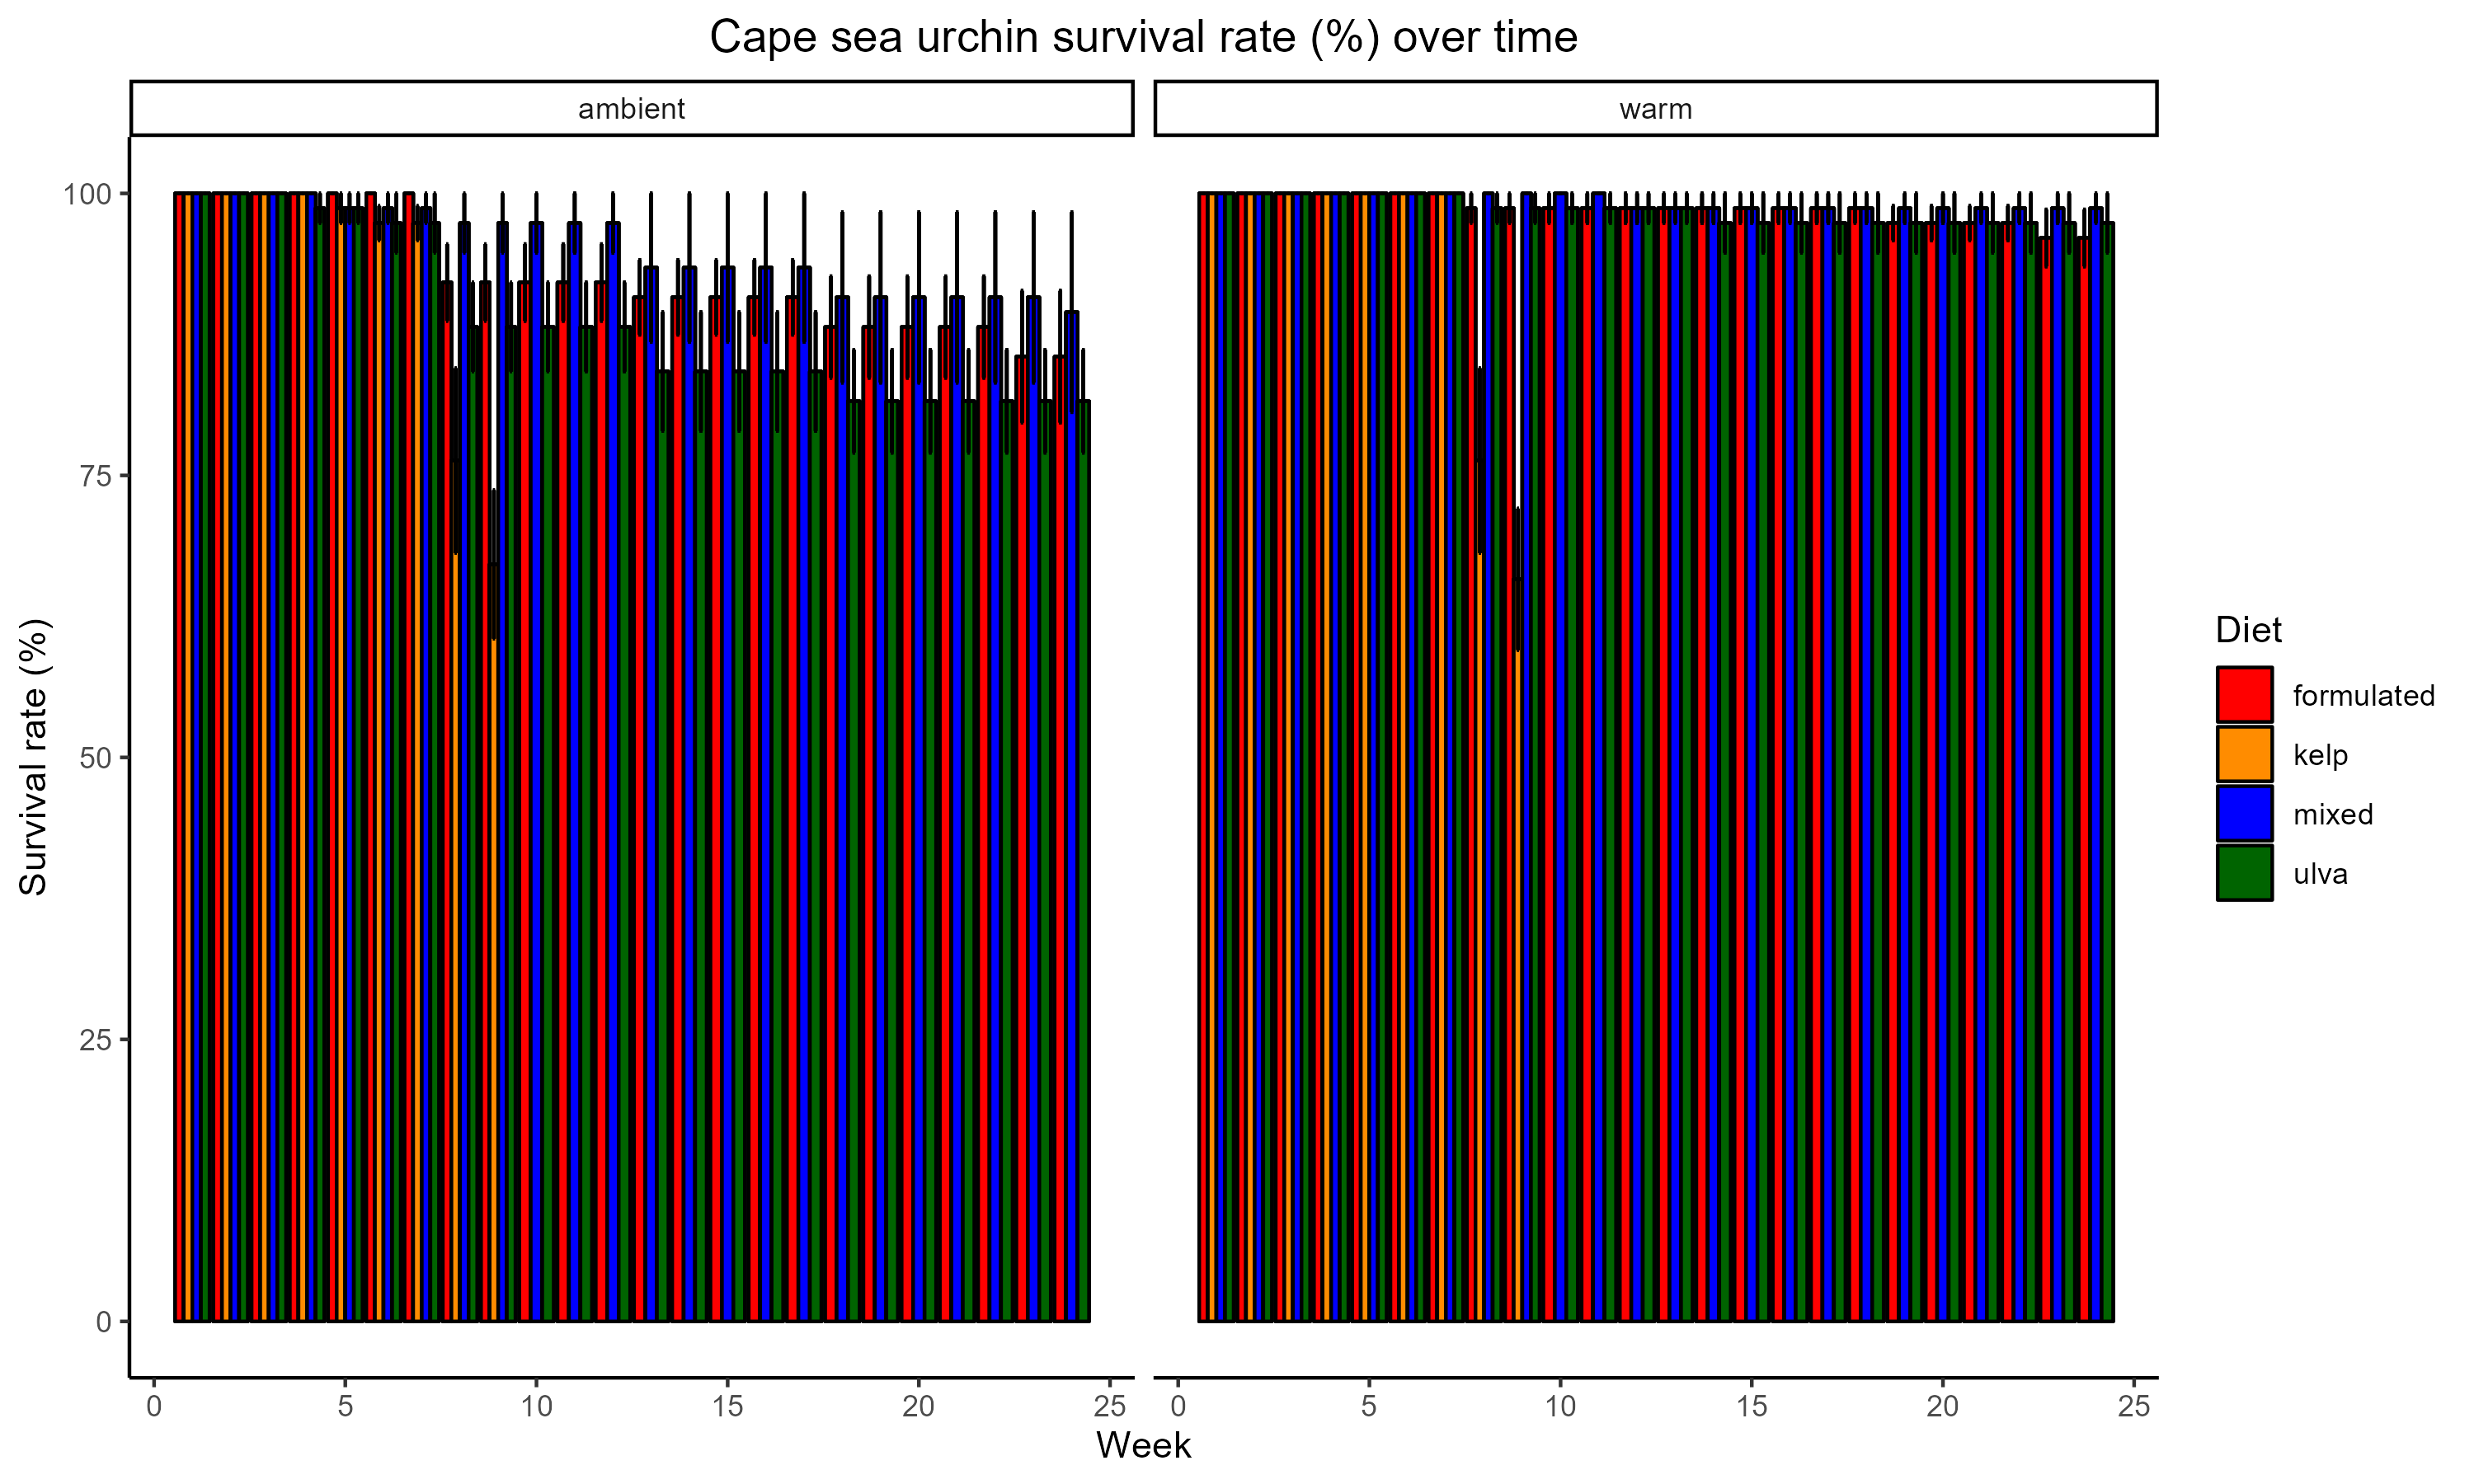 Cape sea urchin survival rate (%) over time
ambient
warm
100
75
50
25
0
Survival rate (%)
0 5 10 15 20 25
0 5 10 15 20 25
Week
Diet
formulated
kelp
mixed
ulva